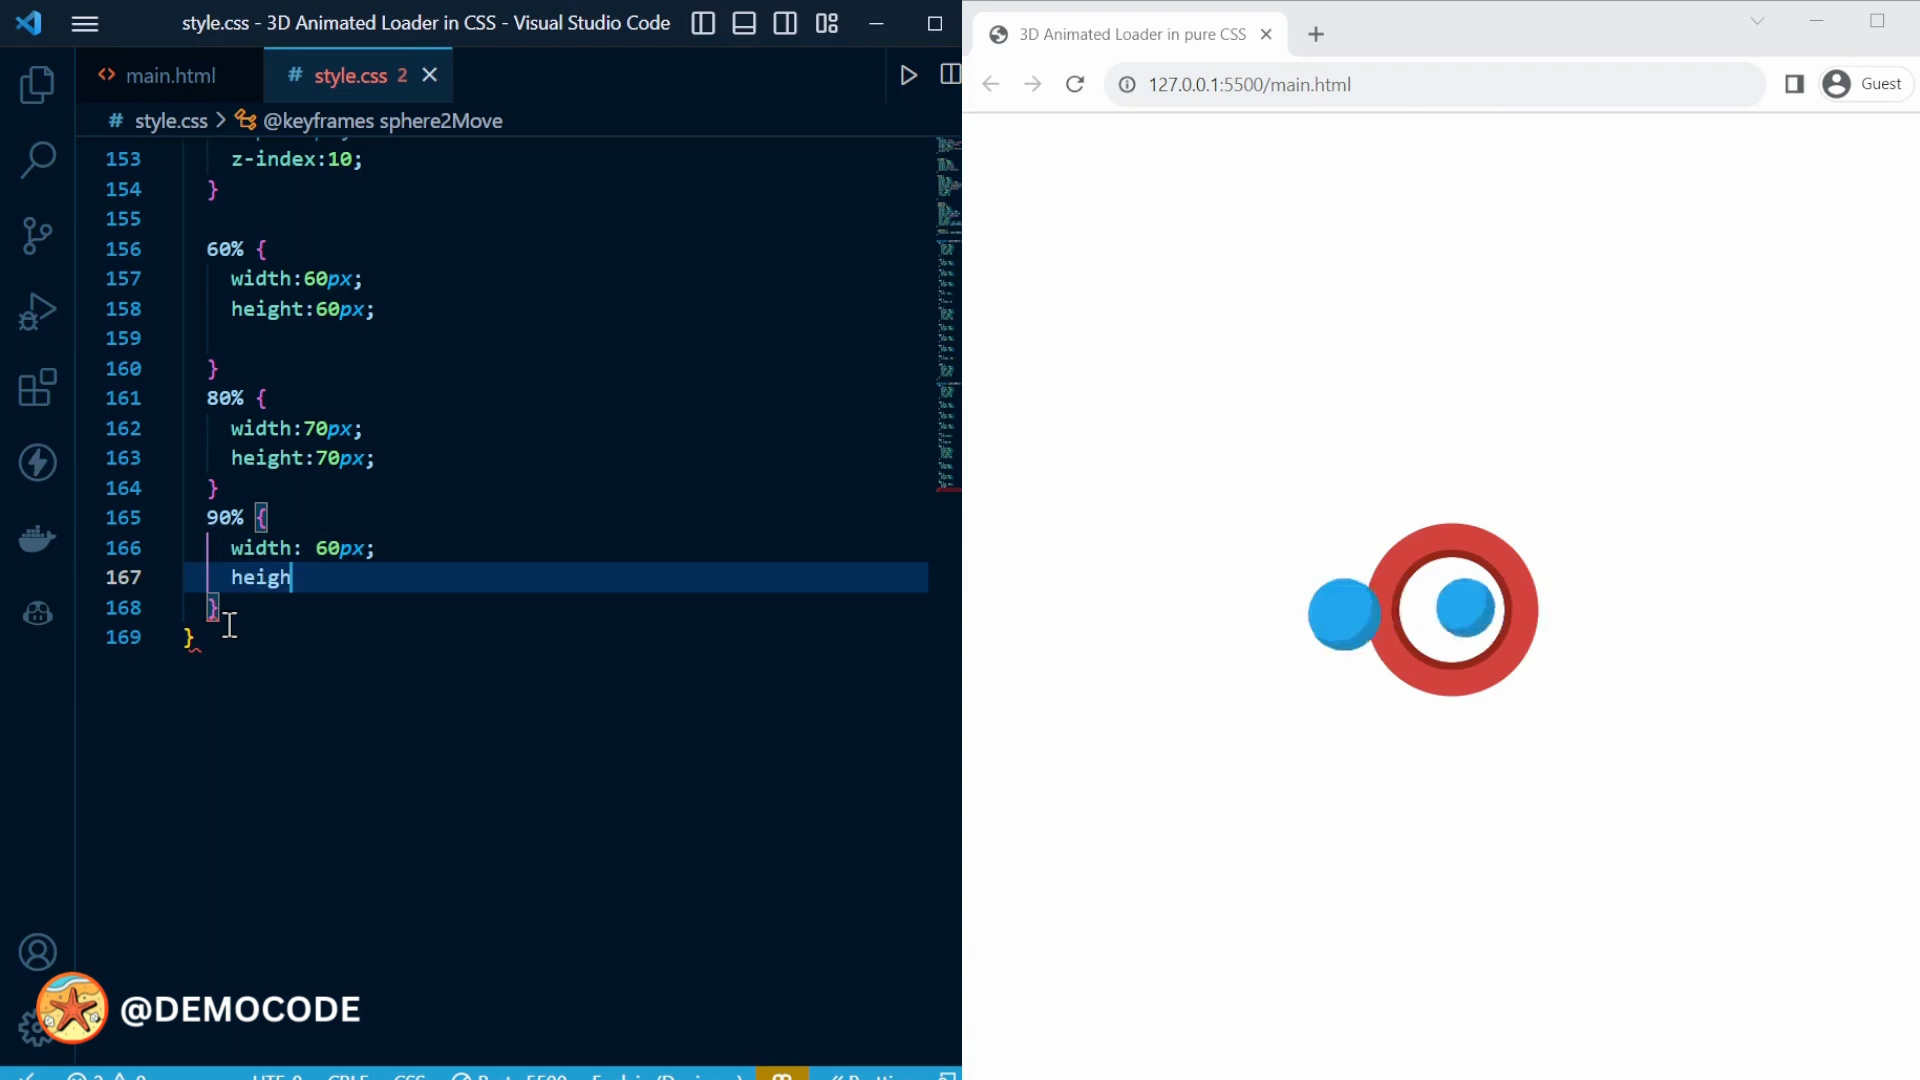 style.css - 3D Animated Loader in CSS - Visual Studio Code
main.html
# style.css 2
# style.css > @keyframes sphere2Move
153 z-index:10;
154 }
155
156 60% {
157 width:60px;
158 height:60px;
159
160 }
161 80% {
162 width:70px;
163 height:70px;
164 }
165 90% {
166 width: 60px;
167 heigh
168 }
169 }
@DEMOCODE
3D Animated Loader in pure CSS
127.0.0.1:5500/main.html
Guest